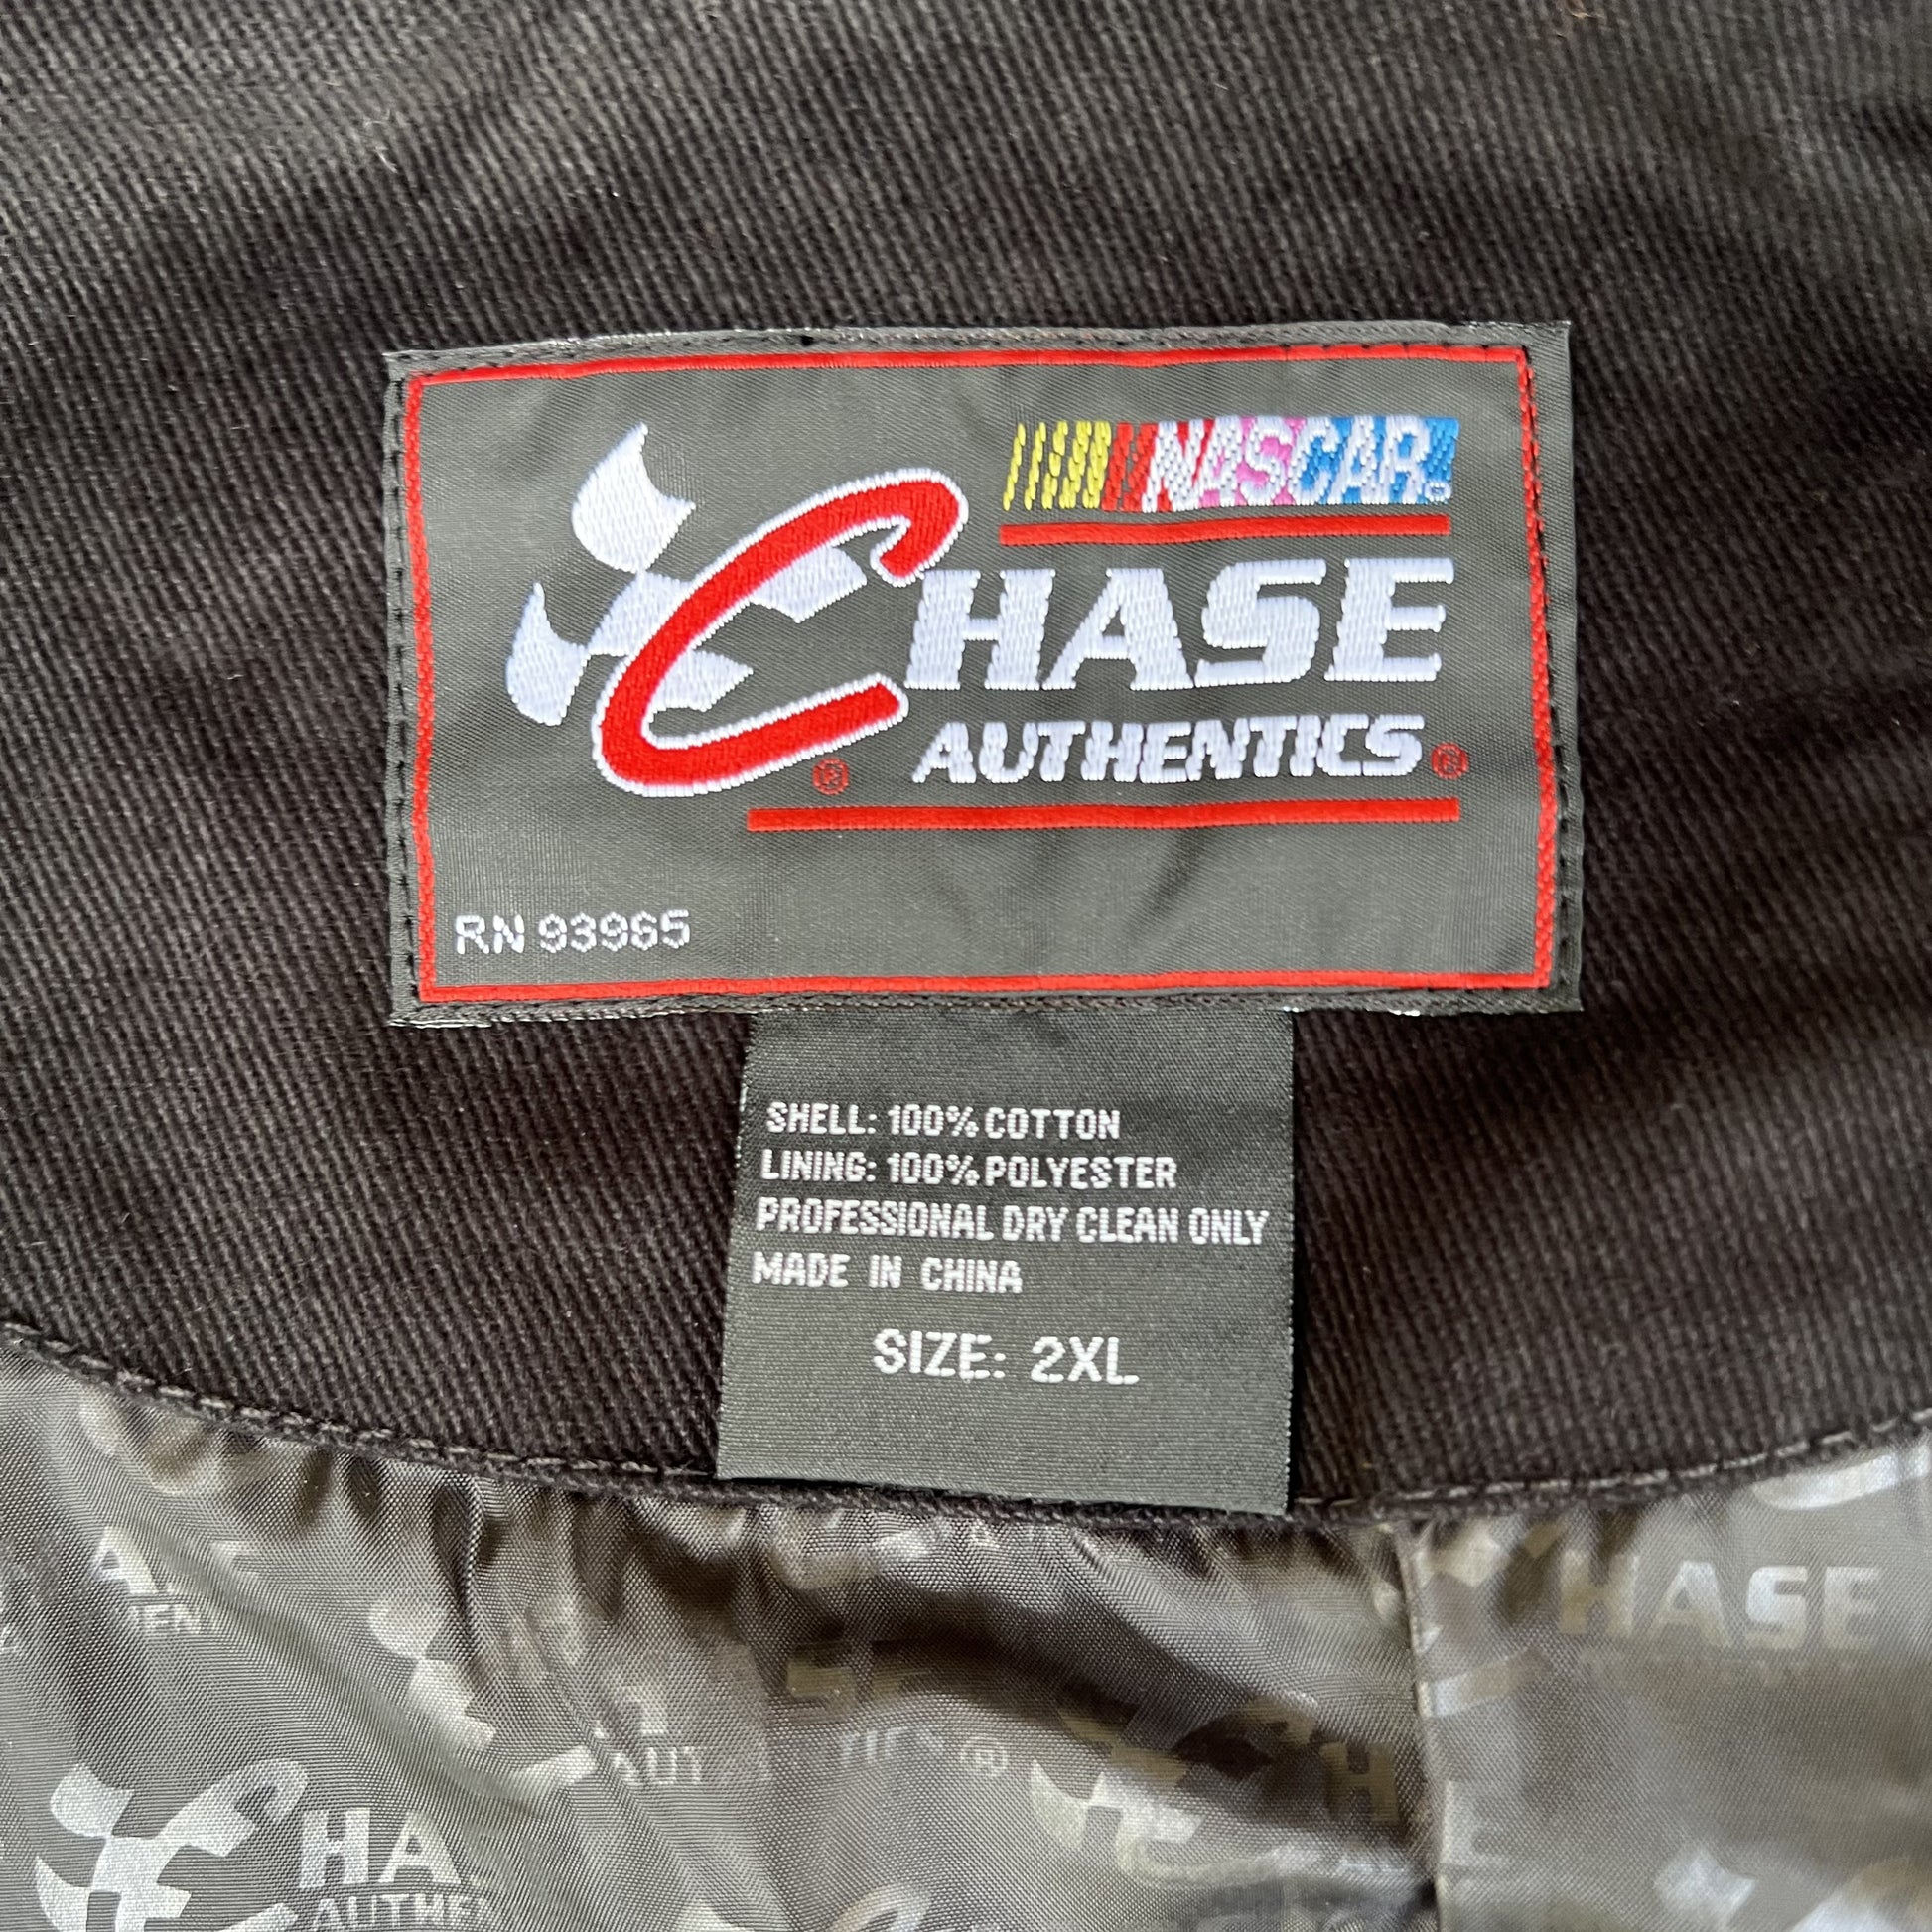 NASCAR
CHASE
AUTHENTICS®
®
RN 93965
SHELL: 100% COTTON
LINING: 100% POLYESTER
PROFESSIONAL DRY CLEAN ONLY
MADE IN CHINA
SIZE: 2XL
HASE
®